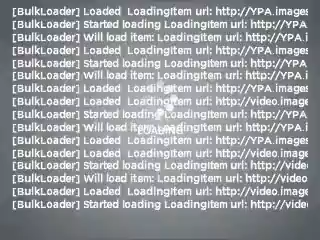 [BulkLoader] Loaded LoadingItem url: http://YPA.images
[BulkLoader] Started loading LoadingItem url: http://YPA
[BulkLoader] Will load item: LoadingItem url: http://YPA.i
[BulkLoader] Loaded LoadingItem url: http://YPA.images
[BulkLoader] Started loading LoadingItem url: http://YPA
[BulkLoader] Will load item: LoadingItem url: http://YPA.i
[BulkLoader] Loaded LoadingItem url: http://YPA.images
[BulkLoader] Loaded LoadingItem url: http://video.image
[BulkLoader] Started loading LoadingItem url: http://YPA
[BulkLoader] Will load item: LoadingItem url: http://YPA.i
LOADING
[BulkLoader] Loaded LoadingItem url: http://YPA.images
[BulkLoader] Loaded LoadingItem url: http://video.image
[BulkLoader] Started loading LoadingItem url: http://vide
[BulkLoader] Will load item: LoadingItem url: http://video
[BulkLoader] Loaded LoadingItem url: http://video.image
[BulkLoader] Started loading LoadingItem url: http://vide